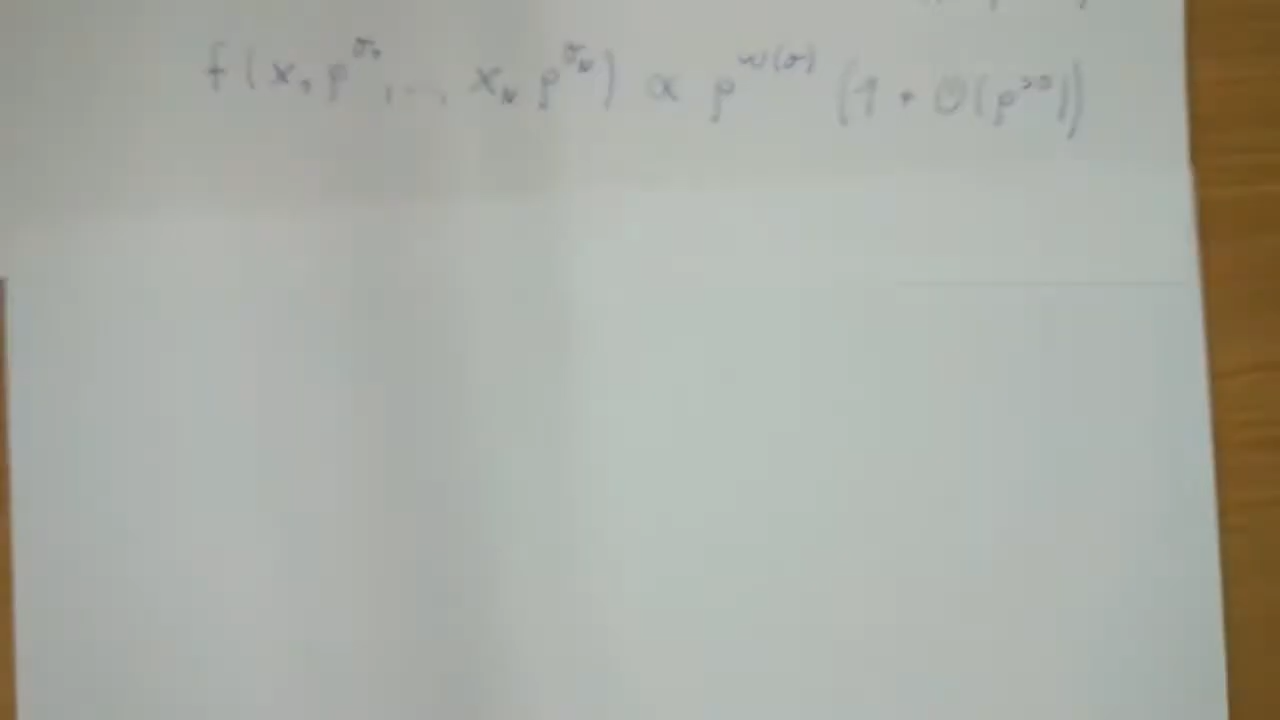 f(x₁ρ^σ₁, ..., x_N ρ^σ_N) ∝ ρ^w(σ) (1 + O(ρ^>0))